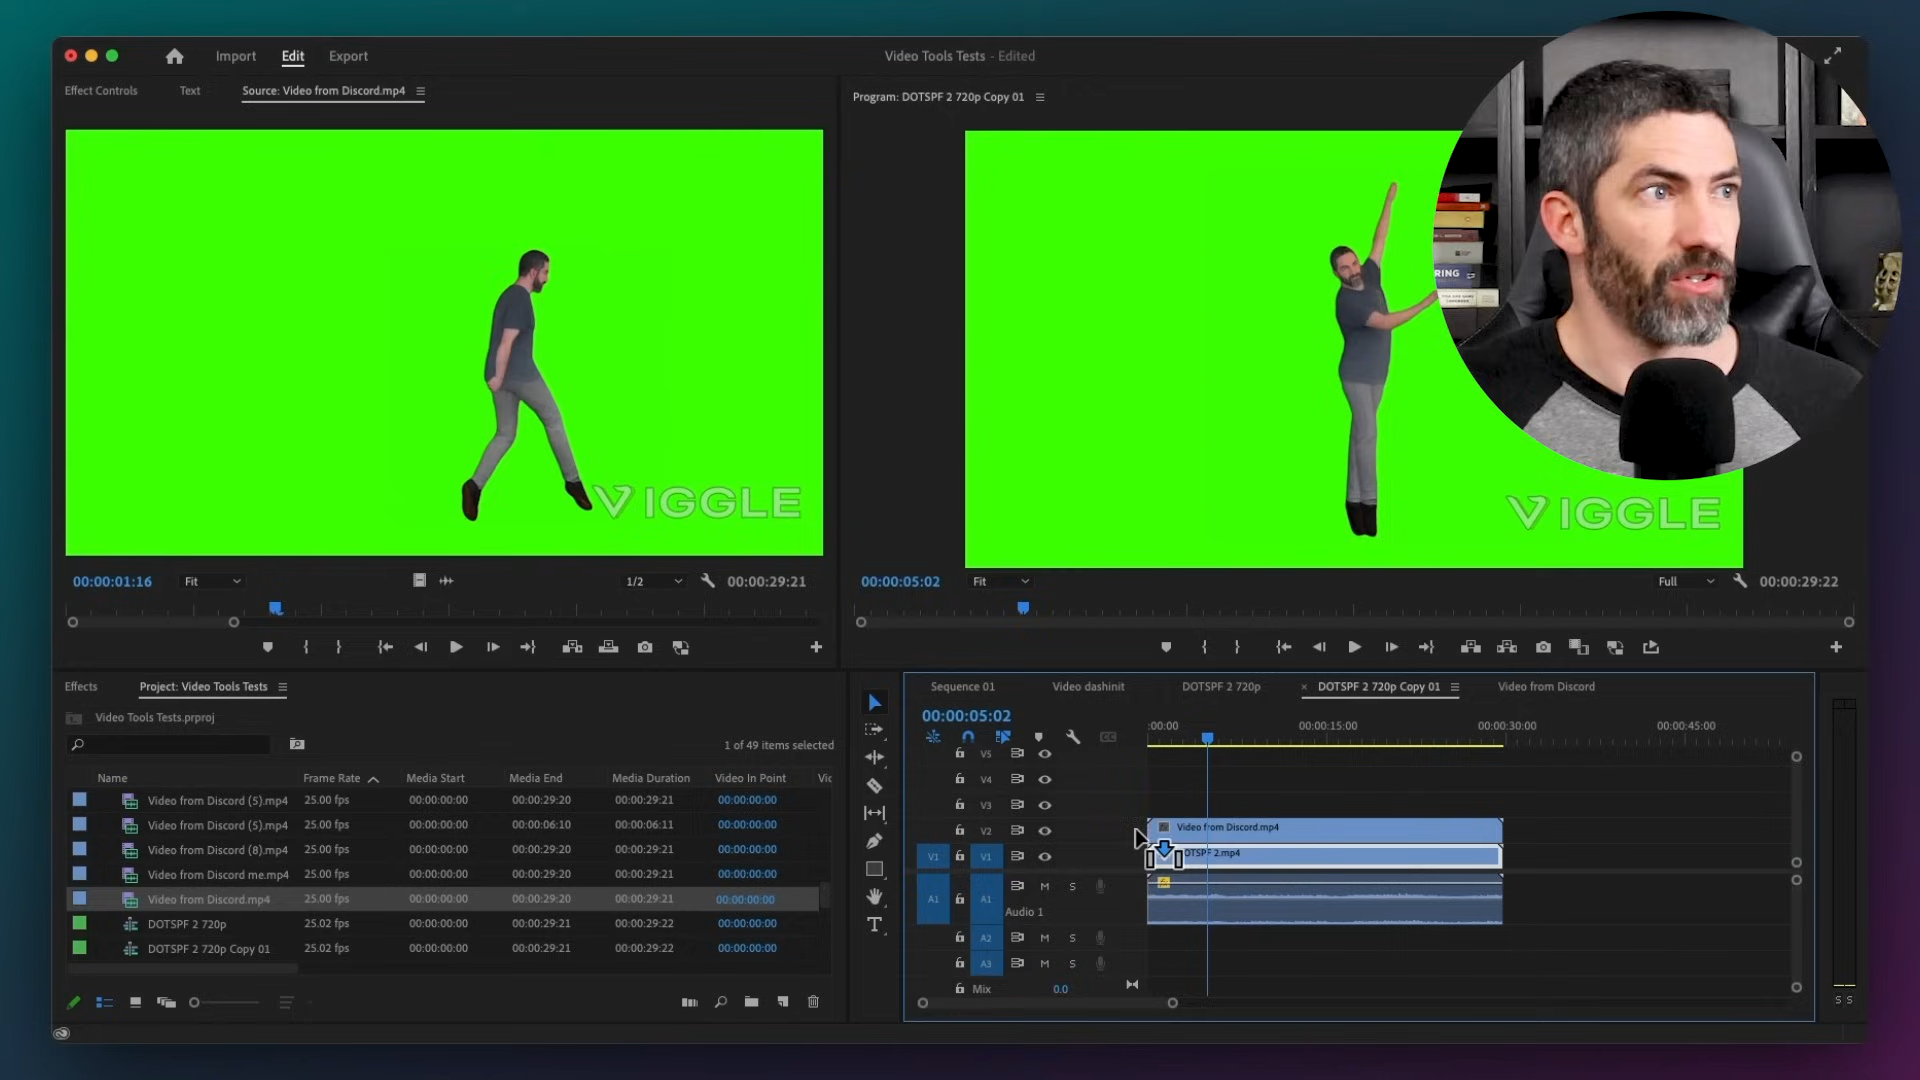 Import Edit Export
Video Tools Tests - Edited
Effect Controls Text Source: Video from Discord.mp4
Program: DOTSPF 2 720p Copy 01
RING
VIGGLE
VIGGLE
00:00:01:16 Fit 1/2 00:00:29:21
00:00:05:02 Fit Full 00:00:29:22
Effects Project: Video Tools Tests
Video Tools Tests.prproj
1 of 49 items selected
Name Frame Rate Media Start Media End Media Duration Video In Point
Video from Discord (5).mp4 25.00 fps 00:00:00:00 00:00:29:20 00:00:29:21 00:00:00:00
Video from Discord (5).mp4 25.00 fps 00:00:00:00 00:00:06:10 00:00:06:11 00:00:00:00
Video from Discord (8).mp4 25.00 fps 00:00:00:00 00:00:29:20 00:00:29:21 00:00:00:00
Video from Discord me.mp4 25.00 fps 00:00:00:00 00:00:29:20 00:00:29:21 00:00:00:00
Video from Discord.mp4 25.00 fps 00:00:00:00 00:00:29:20 00:00:29:21 00:00:00:00
DOTSPF 2 720p 25.02 fps 00:00:00:00 00:00:29:21 00:00:29:22 00:00:00:00
DOTSPF 2 720p Copy 01 25.02 fps 00:00:00:00 00:00:29:21 00:00:29:22 00:00:00:00
Sequence 01 Video dashinit DOTSPF 2 720p × DOTSPF 2 720p Copy 01 Video from Discord
00:00:05:02
:00:00 00:00:15:00 00:00:30:00 00:00:45:00
CC
V5
V4
V3
V2 Video from Discord.mp4
V1 V1 OTSPF 2.mp4
M S
A1 A1
Audio 1
A2 M S
A3 M S
Mix 0.0
S S